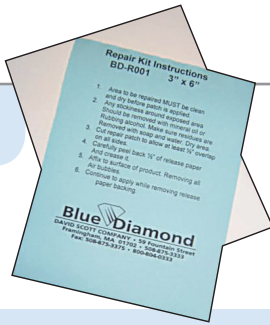 Repair Kit Instructions
BD-R001 3" x 6"
1. Area to be repaired MUST be clean
and dry before patch is applied.
2. Any stickiness around exposed area
Should be removed with mineral oil or
Rubbing alcohol. Make sure residues are
Removed with soap and water. Dry area.
3. Cut repair patch to allow at least ½" overlap
on all sides.
4. Carefully peel back ½" of release paper
And crease it.
5. Affix to surface of product. Removing all
Air bubbles.
6. Continue to apply while removing release
paper backing.
Blue Diamond
DAVID SCOTT COMPANY • 59 Fountain Street
Framingham, MA 01702 • 508-875-3333
Fax: 508-875-3375 • 800-804-0333